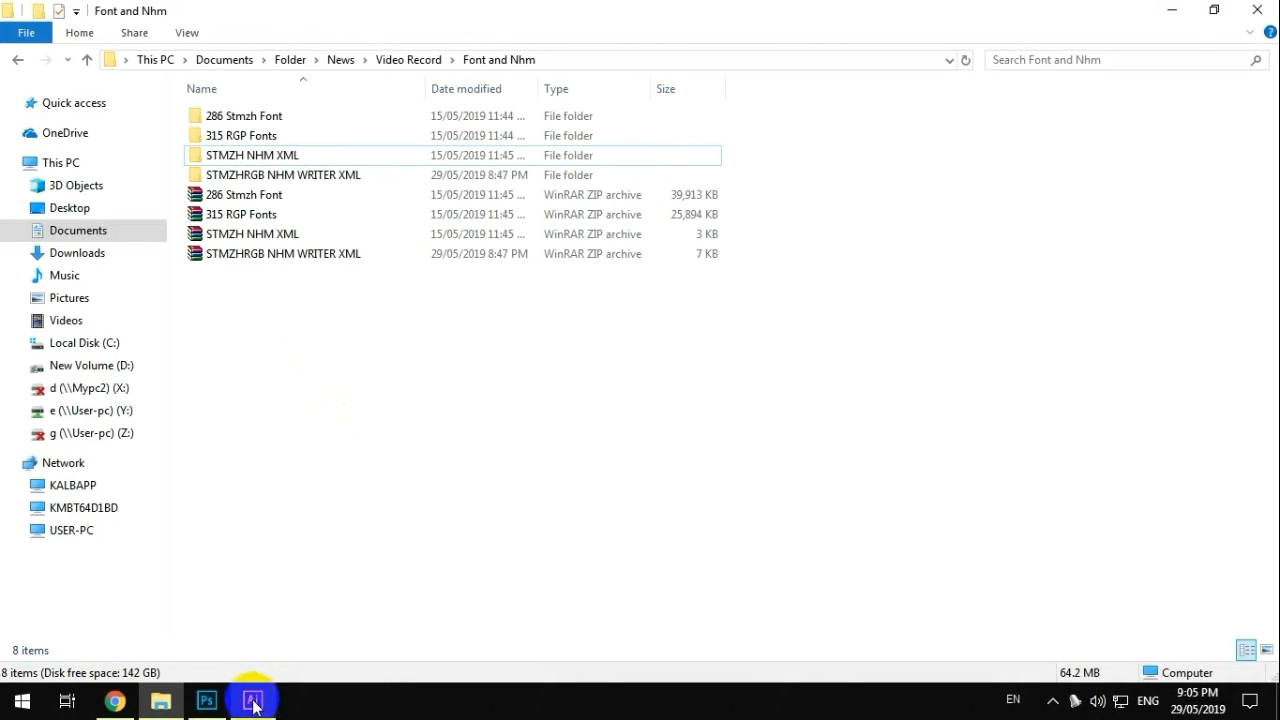 Font and Nhm
File Home Share View
This PC Documents Folder News Video Record Font and Nhm Search Font and Nhm
Name Date modified Type Size
286 Stmzh Font 15/05/2019 11:44 ... File folder
315 RGP Fonts 15/05/2019 11:44 ... File folder
STMZH NHM XML 15/05/2019 11:45 ... File folder
STMZHRGB NHM WRITER XML 29/05/2019 8:47 PM File folder
286 Stmzh Font 15/05/2019 11:45 ... WinRAR ZIP archive 39,913 KB
315 RGP Fonts 15/05/2019 11:45 ... WinRAR ZIP archive 25,894 KB
STMZH NHM XML 15/05/2019 11:45 ... WinRAR ZIP archive 3 KB
STMZHRGB NHM WRITER XML 29/05/2019 8:47 PM WinRAR ZIP archive 7 KB
Quick access
OneDrive
This PC
3D Objects
Desktop
Documents
Downloads
Music
Pictures
Videos
Local Disk (C:)
New Volume (D:)
d (\\Mypc2) (X:)
e (\\User-pc) (Y:)
g (\\User-pc) (Z:)
Network
KALBAPP
KMBT64D1BD
USER-PC
8 items
8 items (Disk free space: 142 GB) 64.2 MB Computer
Ps Ai EN ENG 9:05 PM
29/05/2019